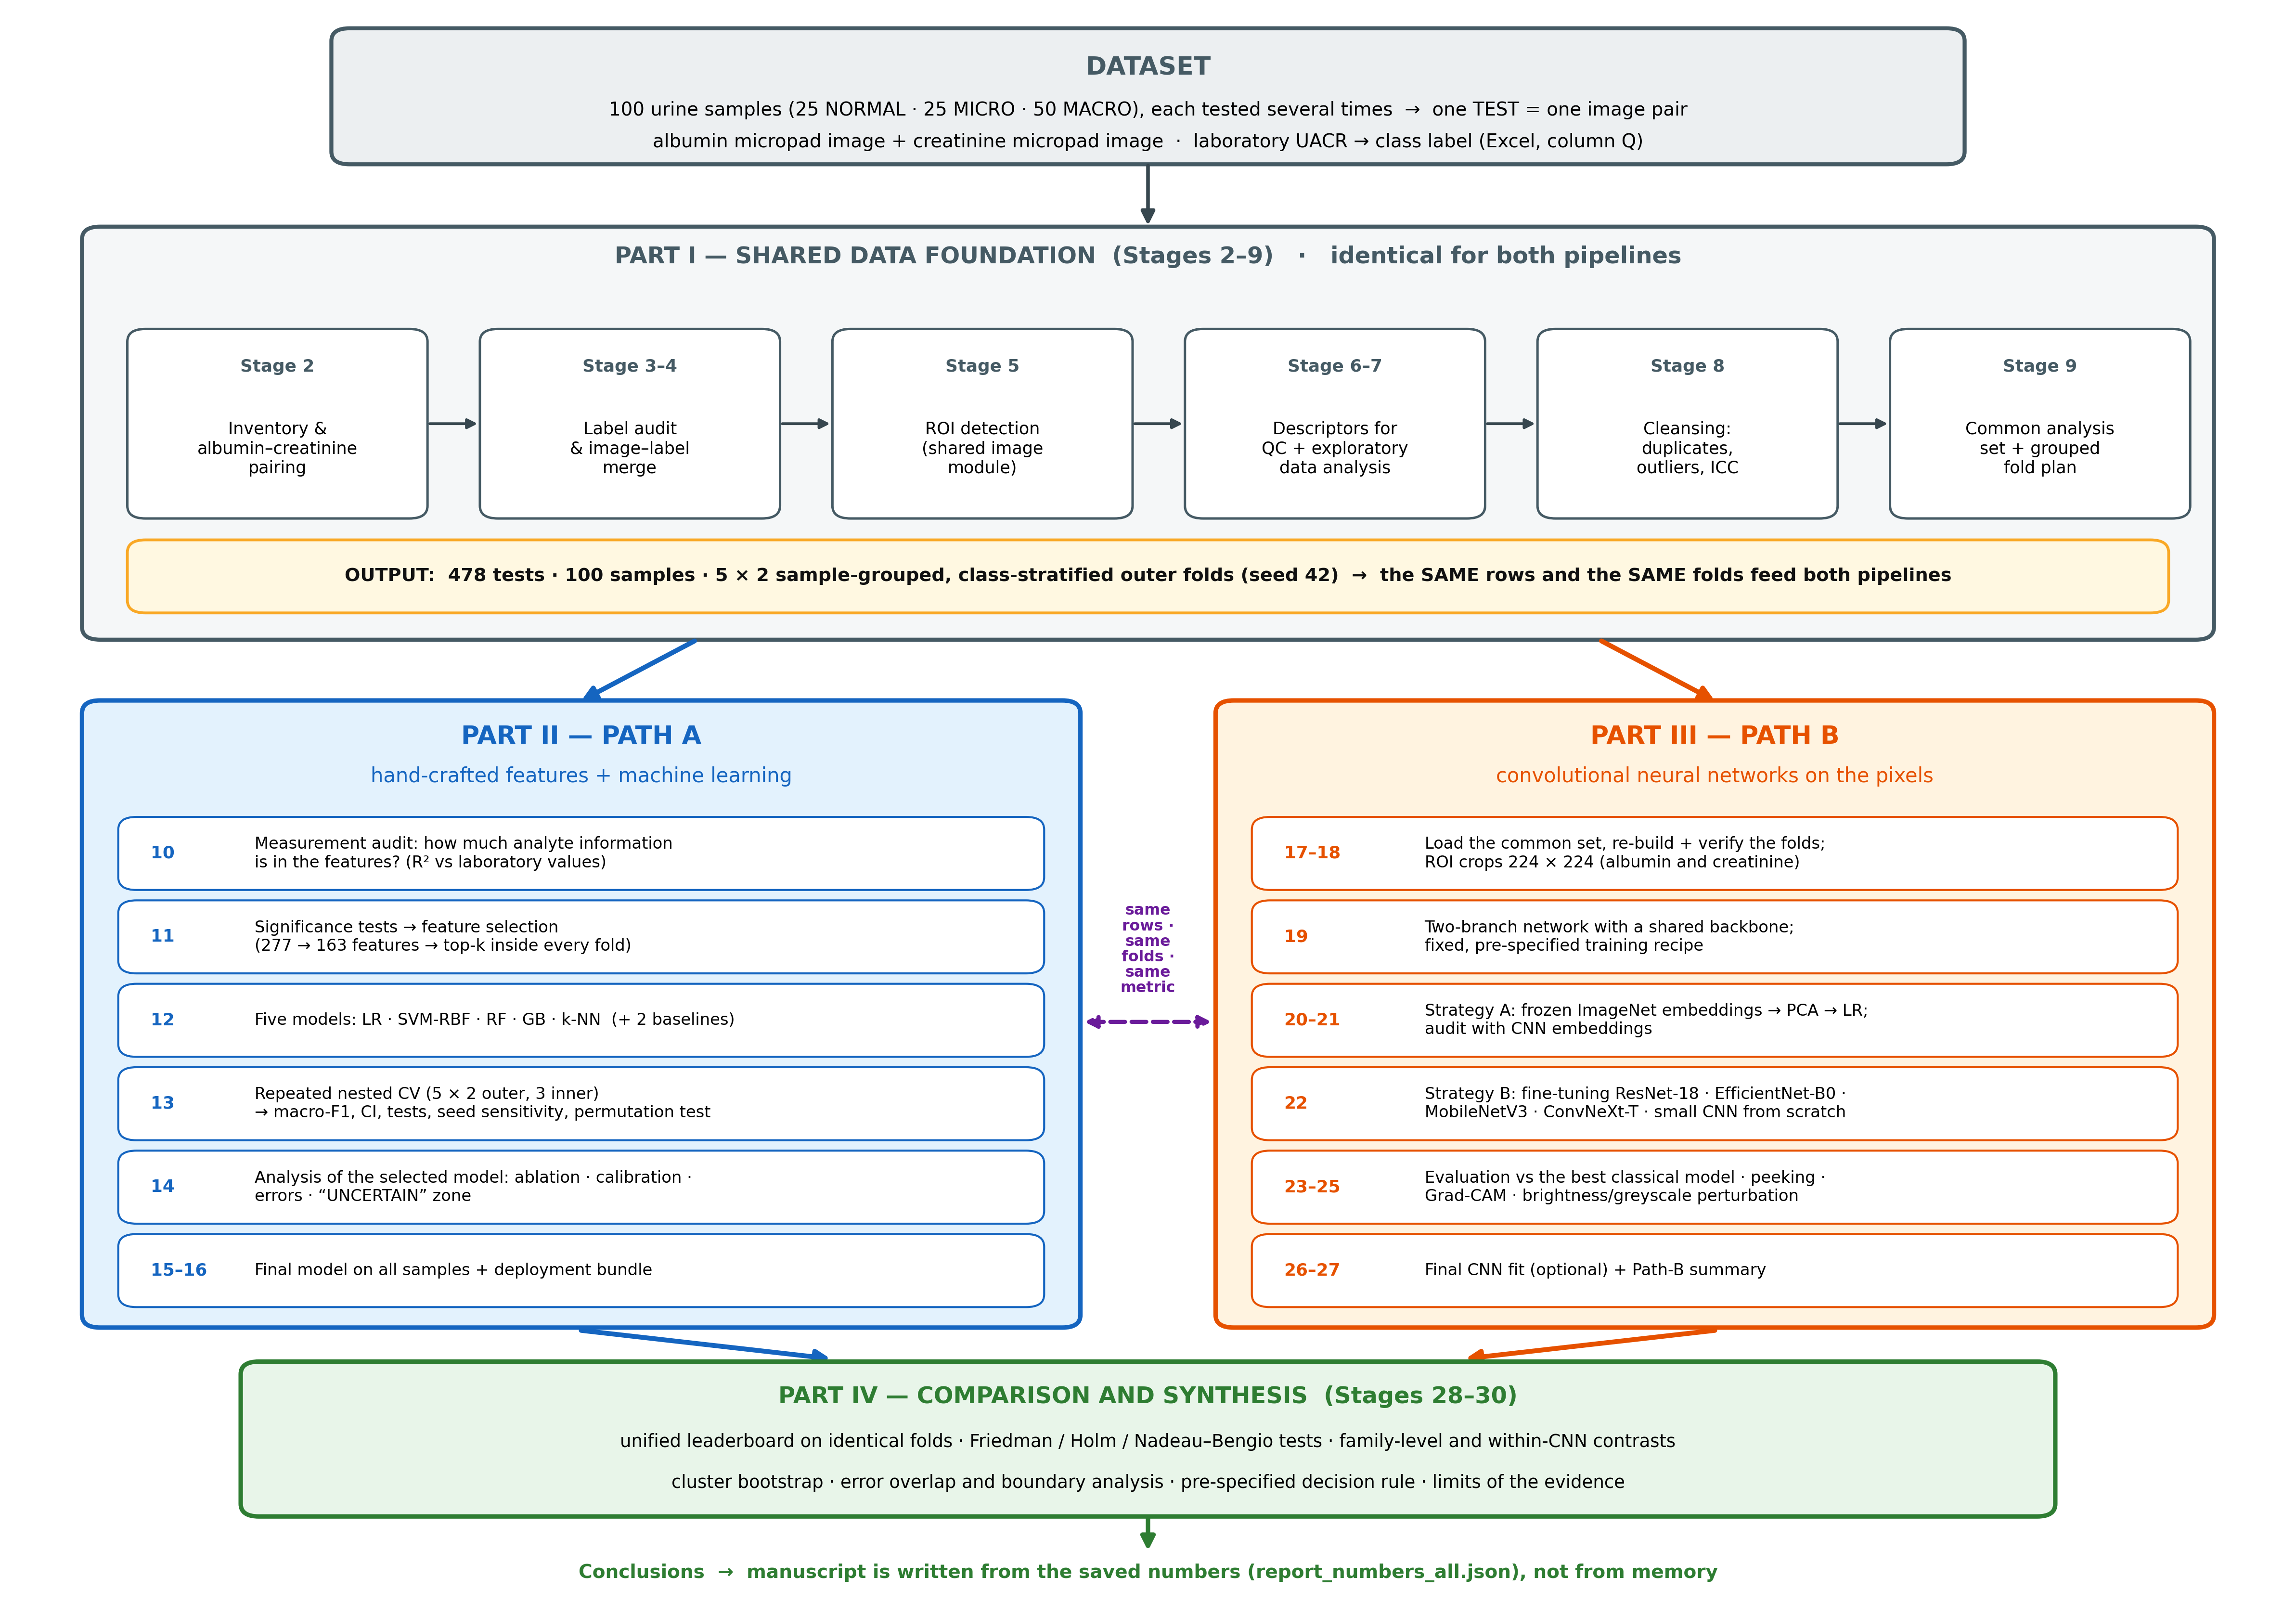 DATASET
100 urine samples (25 NORMAL · 25 MICRO · 50 MACRO), each tested several times → one TEST = one image pair
albumin micropad image + creatinine micropad image · laboratory UACR → class label (Excel, column Q)
PART I — SHARED DATA FOUNDATION (Stages 2–9) · identical for both pipelines
Stage 2
Inventory &
albumin–creatinine
pairing
Stage 3–4
Label audit
& image–label
merge
Stage 5
ROI detection
(shared image
module)
Stage 6–7
Descriptors for
QC + exploratory
data analysis
Stage 8
Cleansing:
duplicates,
outliers, ICC
Stage 9
Common analysis
set + grouped
fold plan
OUTPUT: 478 tests · 100 samples · 5 × 2 sample-grouped, class-stratified outer folds (seed 42) → the SAME rows and the SAME folds feed both pipelines
PART II — PATH A
hand-crafted features + machine learning
10
Measurement audit: how much analyte information
is in the features? (R² vs laboratory values)
11
Significance tests → feature selection
(277 → 163 features → top-k inside every fold)
12
Five models: LR · SVM-RBF · RF · GB · k-NN (+ 2 baselines)
13
Repeated nested CV (5 × 2 outer, 3 inner)
→ macro-F1, CI, tests, seed sensitivity, permutation test
14
Analysis of the selected model: ablation · calibration ·
errors · “UNCERTAIN” zone
15–16
Final model on all samples + deployment bundle
same
rows ·
same
folds ·
same
metric
PART III — PATH B
convolutional neural networks on the pixels
17–18
Load the common set, re-build + verify the folds;
ROI crops 224 × 224 (albumin and creatinine)
19
Two-branch network with a shared backbone;
fixed, pre-specified training recipe
20–21
Strategy A: frozen ImageNet embeddings → PCA → LR;
audit with CNN embeddings
22
Strategy B: fine-tuning ResNet-18 · EfficientNet-B0 ·
MobileNetV3 · ConvNeXt-T · small CNN from scratch
23–25
Evaluation vs the best classical model · peeking ·
Grad-CAM · brightness/greyscale perturbation
26–27
Final CNN fit (optional) + Path-B summary
PART IV — COMPARISON AND SYNTHESIS (Stages 28–30)
unified leaderboard on identical folds · Friedman / Holm / Nadeau–Bengio tests · family-level and within-CNN contrasts
cluster bootstrap · error overlap and boundary analysis · pre-specified decision rule · limits of the evidence
Conclusions → manuscript is written from the saved numbers (report_numbers_all.json), not from memory